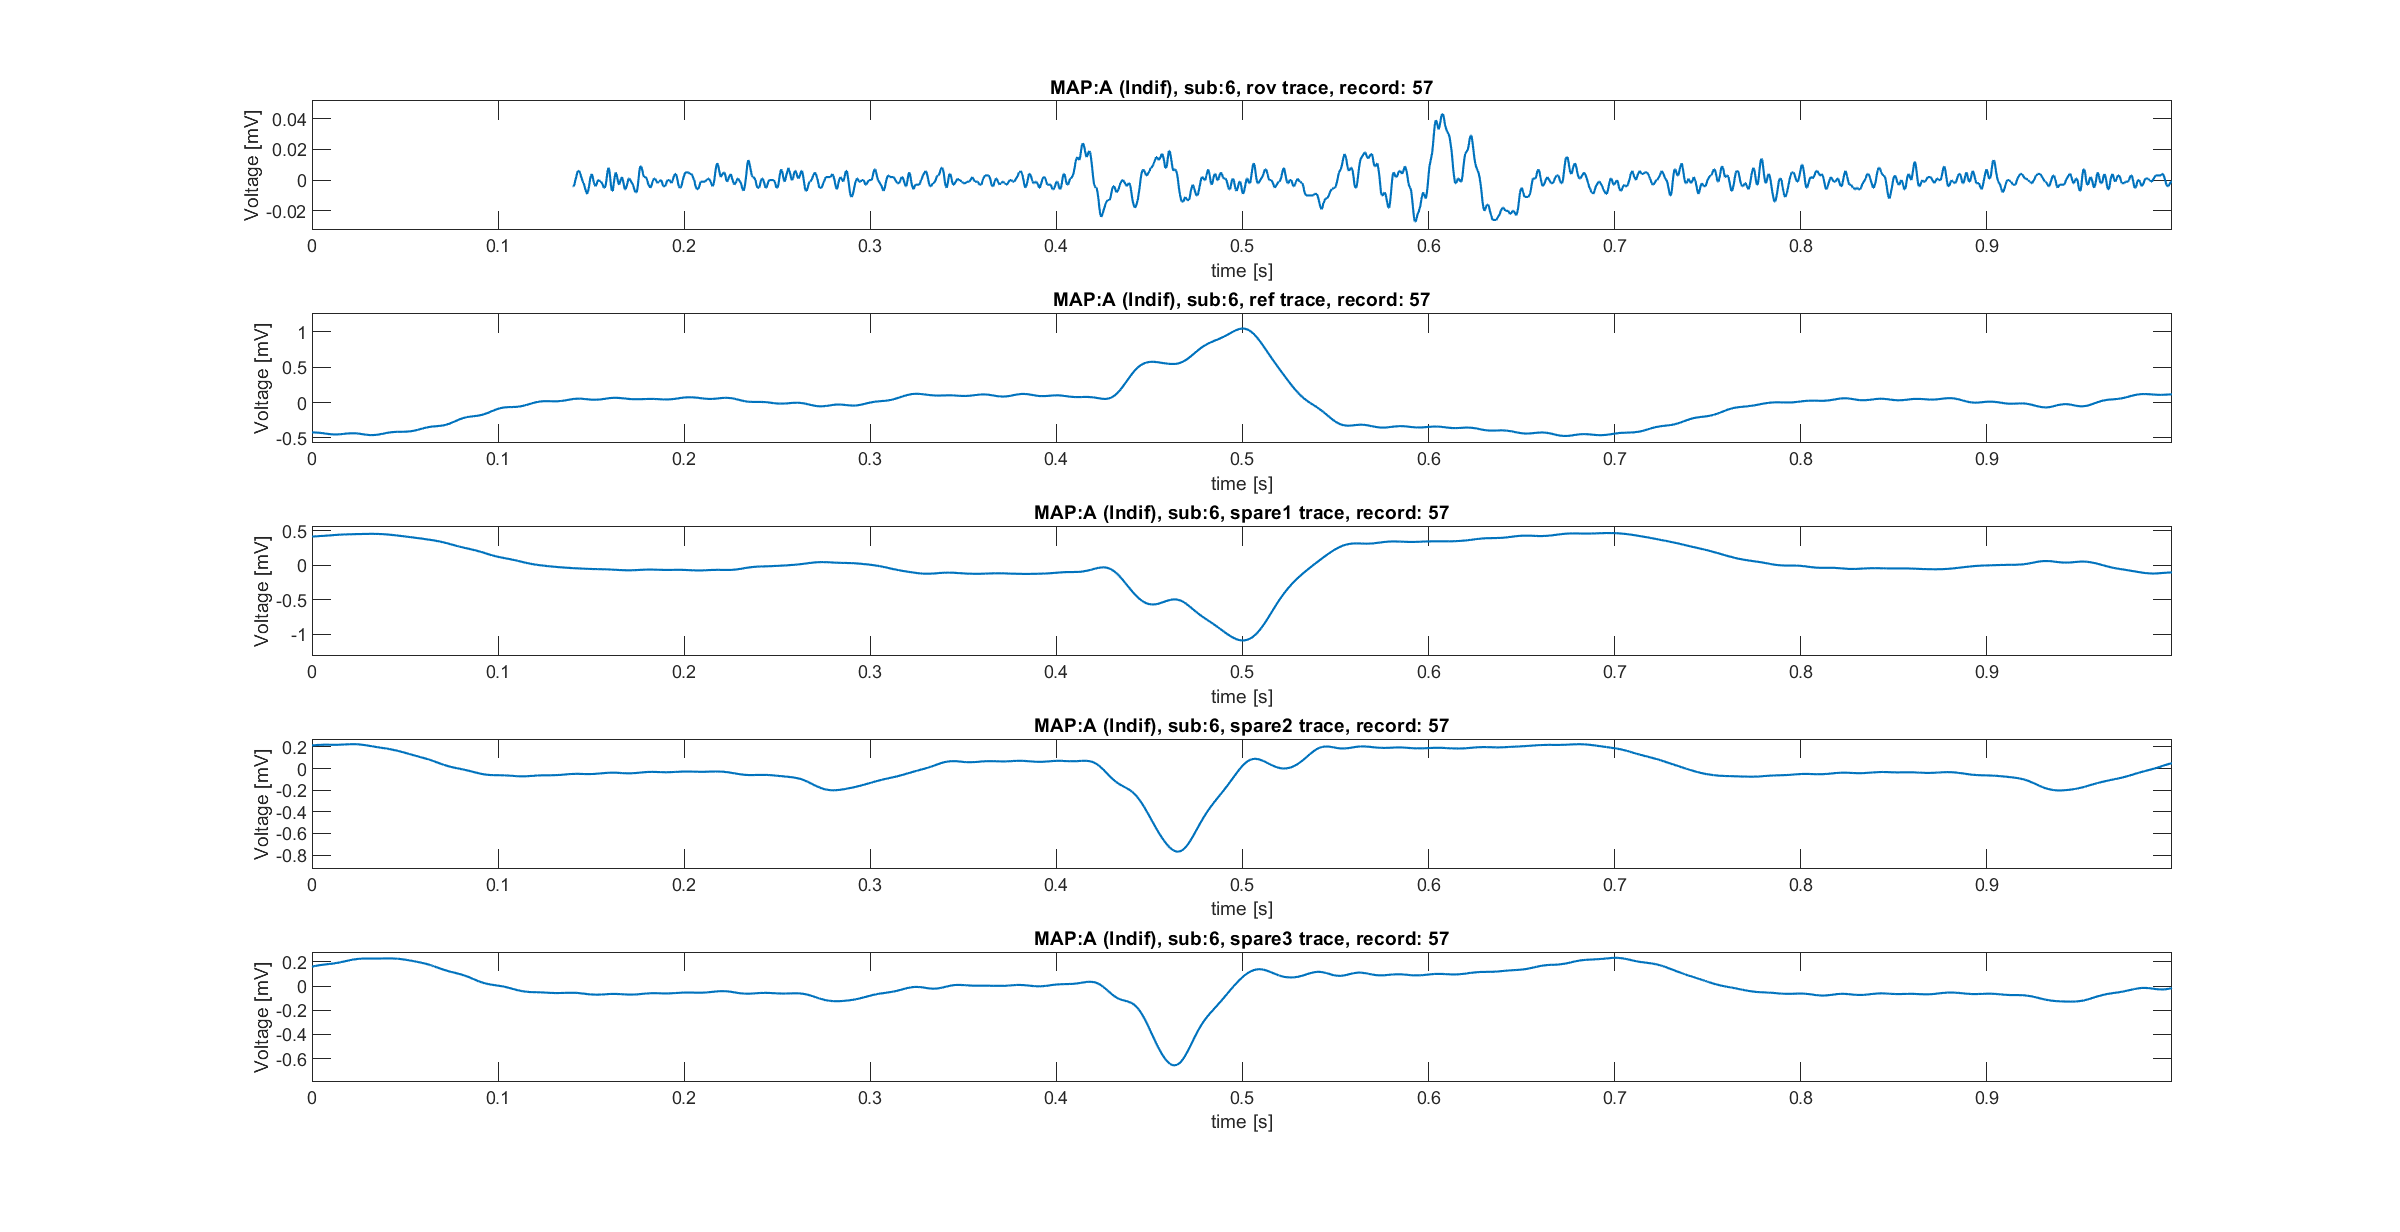 MAP:A (Indif), sub:6, rov trace, record: 57
Voltage [mV]
0.04
0.02
0
-0.02
0 0.1 0.2 0.3 0.4 0.5 0.6 0.7 0.8 0.9
time [s]
MAP:A (Indif), sub:6, ref trace, record: 57
Voltage [mV]
1
0.5
0
-0.5
0 0.1 0.2 0.3 0.4 0.5 0.6 0.7 0.8 0.9
time [s]
MAP:A (Indif), sub:6, spare1 trace, record: 57
Voltage [mV]
0.5
0
-0.5
-1
0 0.1 0.2 0.3 0.4 0.5 0.6 0.7 0.8 0.9
time [s]
MAP:A (Indif), sub:6, spare2 trace, record: 57
Voltage [mV]
0.2
0
-0.2
-0.4
-0.6
-0.8
0 0.1 0.2 0.3 0.4 0.5 0.6 0.7 0.8 0.9
time [s]
MAP:A (Indif), sub:6, spare3 trace, record: 57
Voltage [mV]
0.2
0
-0.2
-0.4
-0.6
0 0.1 0.2 0.3 0.4 0.5 0.6 0.7 0.8 0.9
time [s]